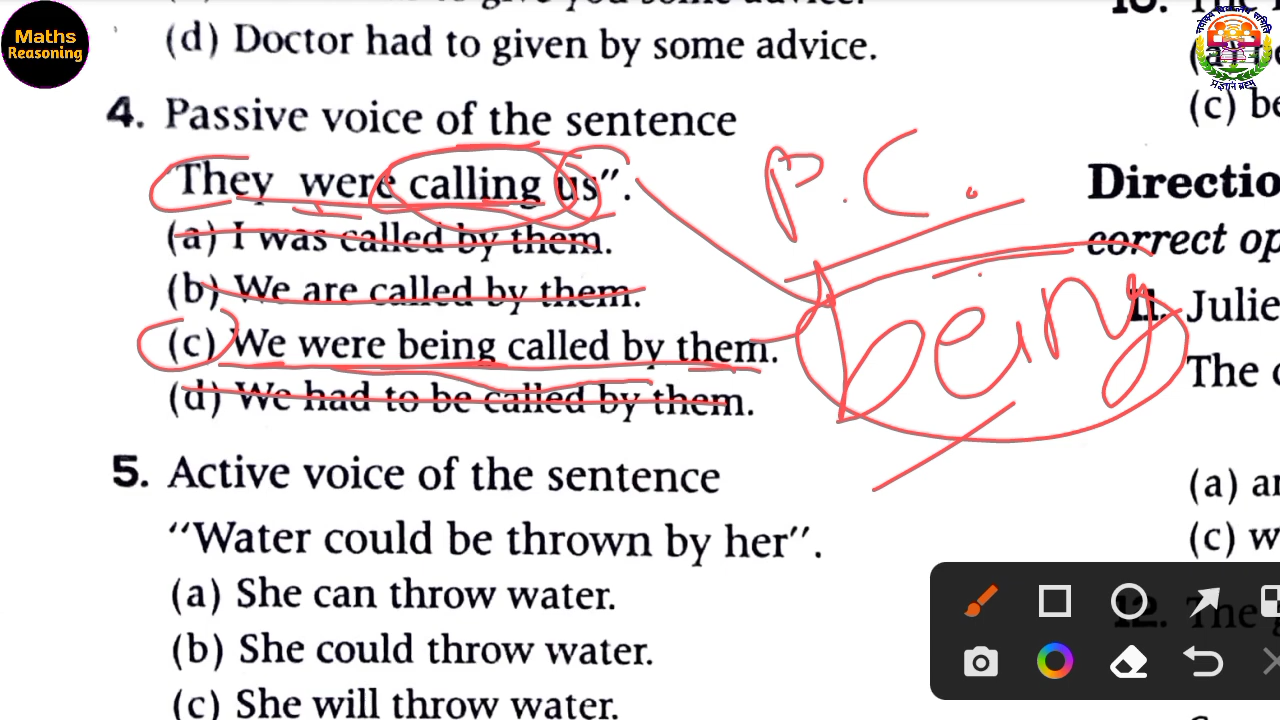 Maths
Reasoning
(d) Doctor had to given by some advice.
4. Passive voice of the sentence
They were calling us”.
(a) I was called by them.
(b) We are called by them.
(c) We were being called by them.
(d) We had to be called by them.
5. Active voice of the sentence
“Water could be thrown by her”.
(a) She can throw water.
(b) She could throw water.
(c) She will throw water.
P.C.
being
10.
(c) be
Directio
correct op
11. Julie
The c
(a) ar
(c) w
12. The